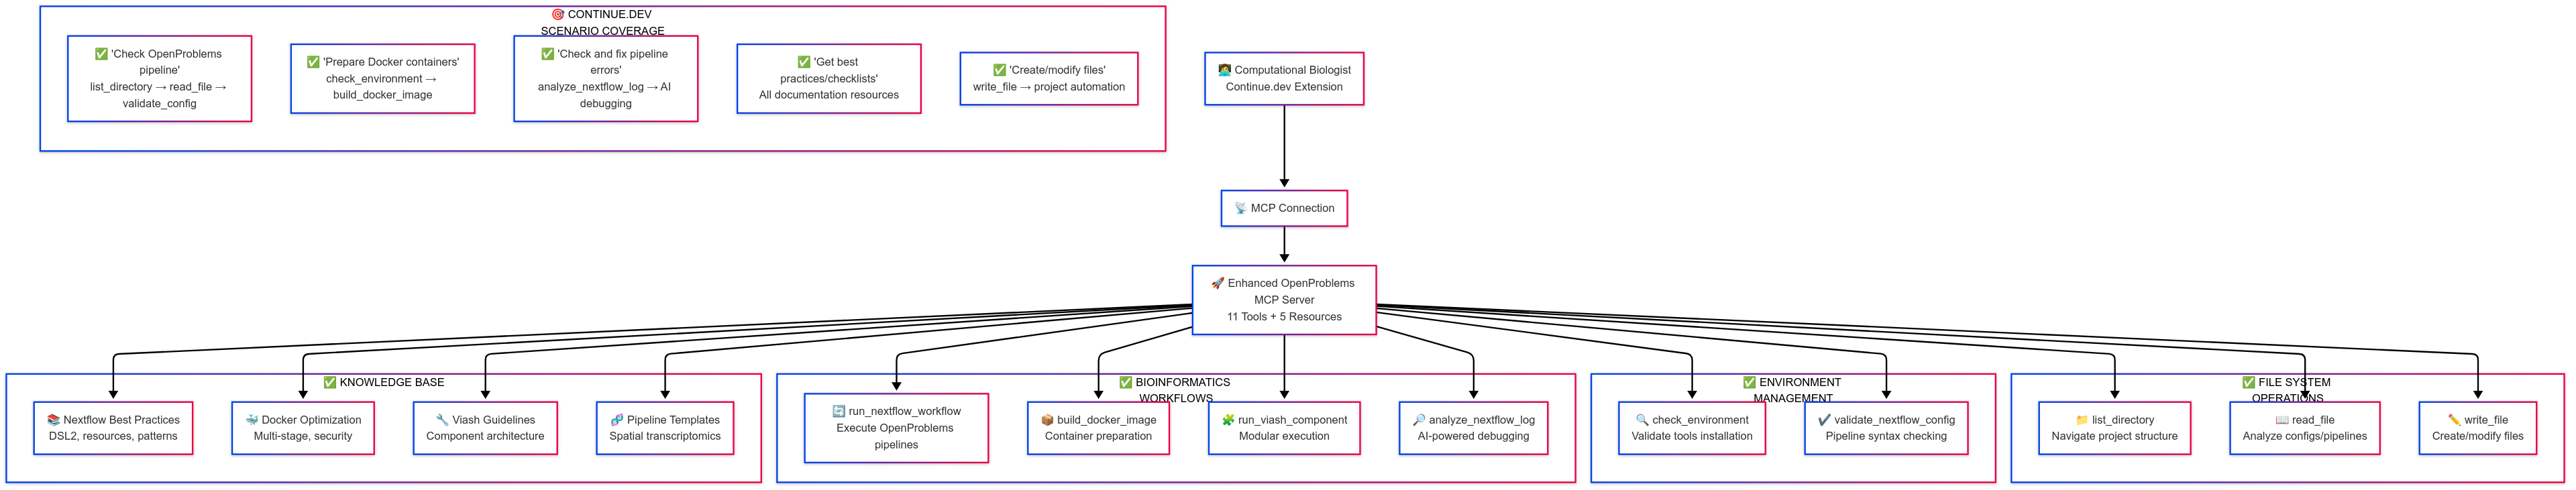 🎯 CONTINUE.DEV
SCENARIO COVERAGE
✅ 'Check OpenProblems
pipeline'
list_directory → read_file →
validate_config
✅ 'Prepare Docker containers'
check_environment →
build_docker_image
✅ 'Check and fix pipeline
errors'
analyze_nextflow_log → AI
debugging
✅ 'Get best
practices/checklists'
All documentation resources
✅ 'Create/modify files'
write_file → project automation
👩‍💻 Computational Biologist
Continue.dev Extension
📡 MCP Connection
🚀 Enhanced OpenProblems
MCP Server
11 Tools + 5 Resources
✅ KNOWLEDGE BASE
📚 Nextflow Best Practices
DSL2, resources, patterns
🐳 Docker Optimization
Multi-stage, security
🔧 Viash Guidelines
Component architecture
🧬 Pipeline Templates
Spatial transcriptomics
✅ BIOINFORMATICS
WORKFLOWS
🔄 run_nextflow_workflow
Execute OpenProblems
pipelines
📦 build_docker_image
Container preparation
🧩 run_viash_component
Modular execution
🔎 analyze_nextflow_log
AI-powered debugging
✅ ENVIRONMENT
MANAGEMENT
🔍 check_environment
Validate tools installation
✔️ validate_nextflow_config
Pipeline syntax checking
✅ FILE SYSTEM
OPERATIONS
📁 list_directory
Navigate project structure
📖 read_file
Analyze configs/pipelines
✏️ write_file
Create/modify files